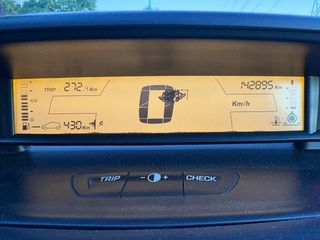 TRIP 272.4 Km
142895 Km
0
Km/h
430 Km
TRIP - + CHECK